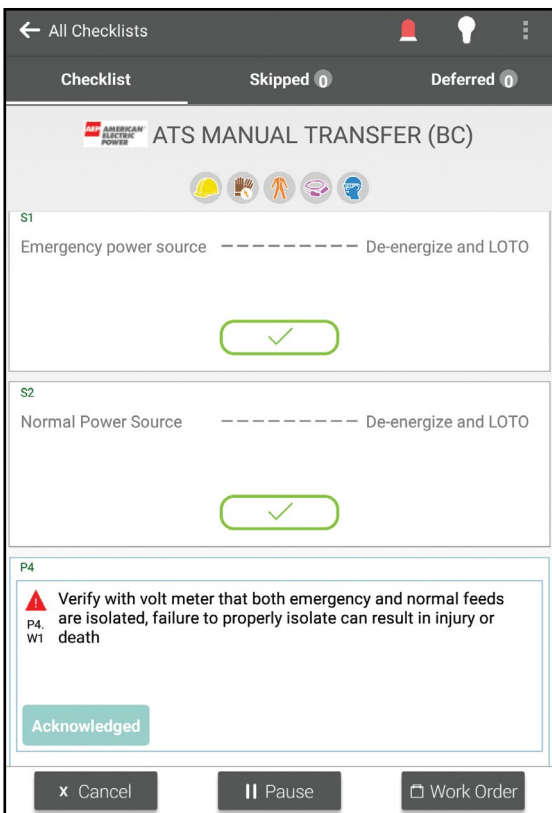 ← All Checklists
Checklist Skipped 0 Deferred 0
AEP AMERICAN ELECTRIC POWER ATS MANUAL TRANSFER (BC)
S1
Emergency power source ————————— De-energize and LOTO
S2
Normal Power Source ————————— De-energize and LOTO
P4
Verify with volt meter that both emergency and normal feeds
P4. are isolated, failure to properly isolate can result in injury or
W1 death
Acknowledged
x Cancel Pause Work Order